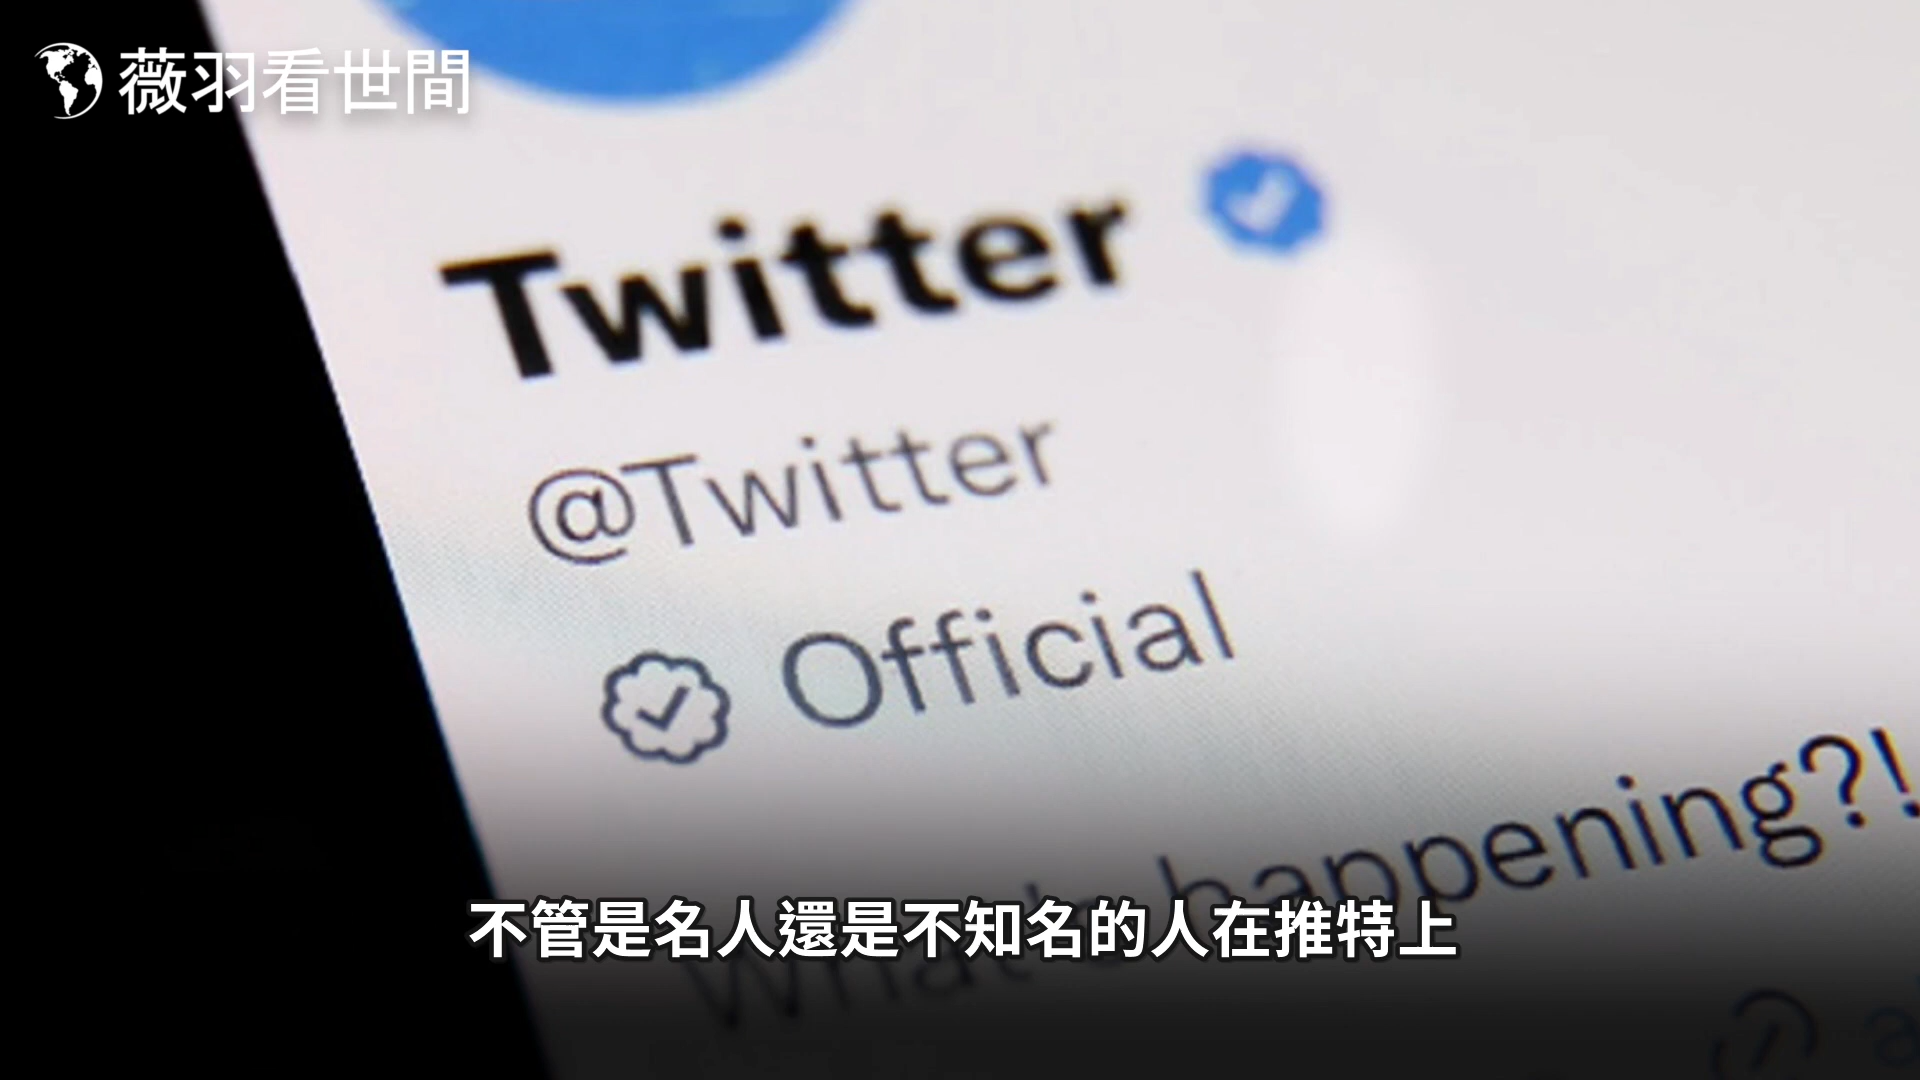 薇羽看世間
Twitter
@Twitter
Official
What's happening?!
不管是名人還是不知名的人在推特上